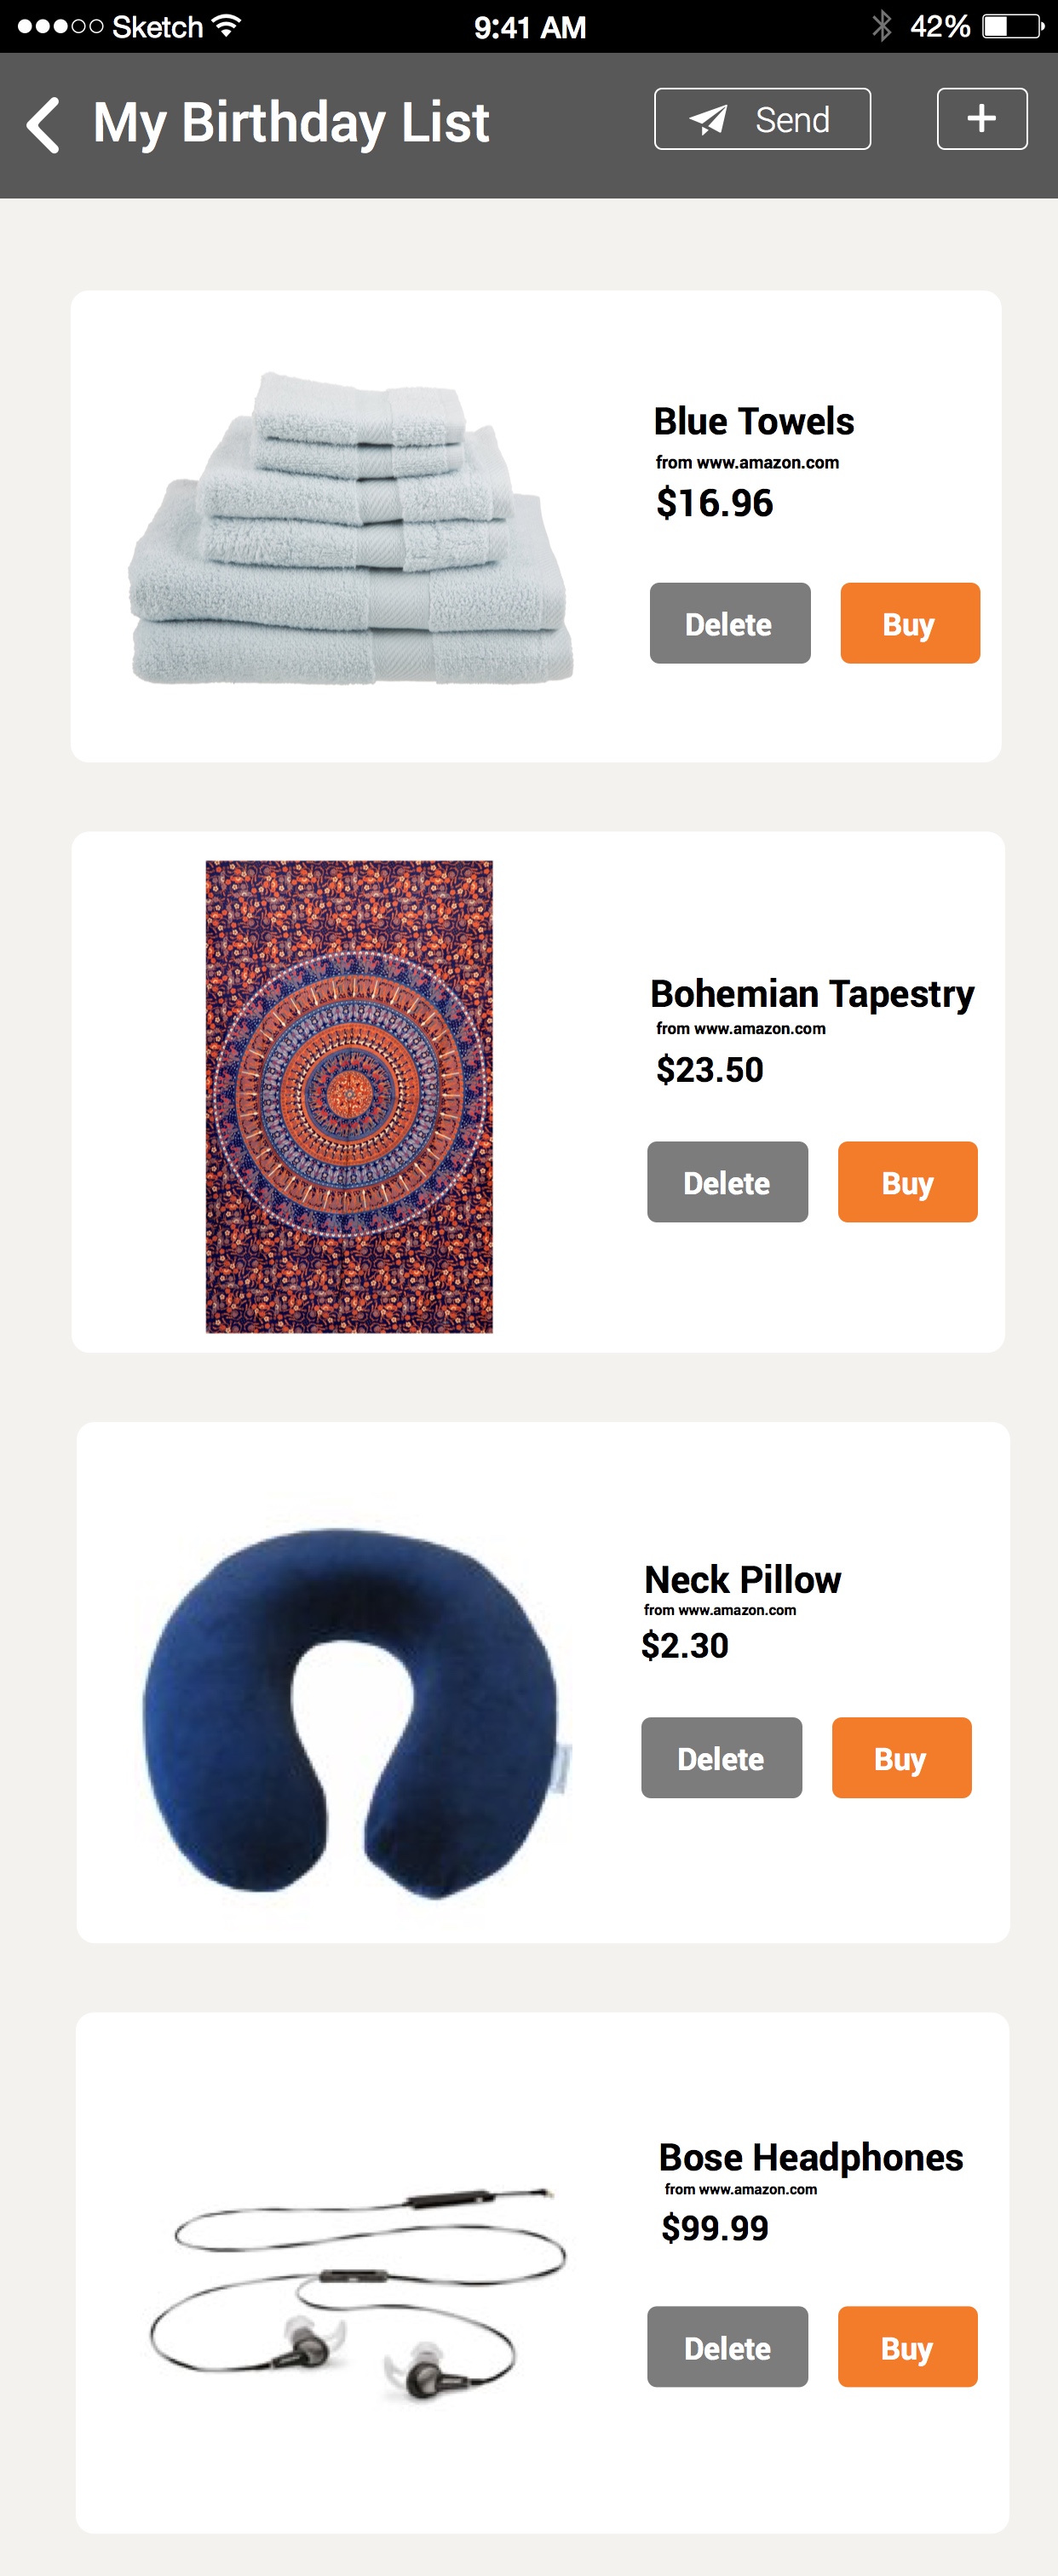 Sketch 9:41 AM 42%
My Birthday List Send +
Blue Towels
from www.amazon.com
$16.96
Delete Buy
Bohemian Tapestry
from www.amazon.com
$23.50
Delete Buy
Neck Pillow
from www.amazon.com
$2.30
Delete Buy
Bose Headphones
from www.amazon.com
$99.99
Delete Buy